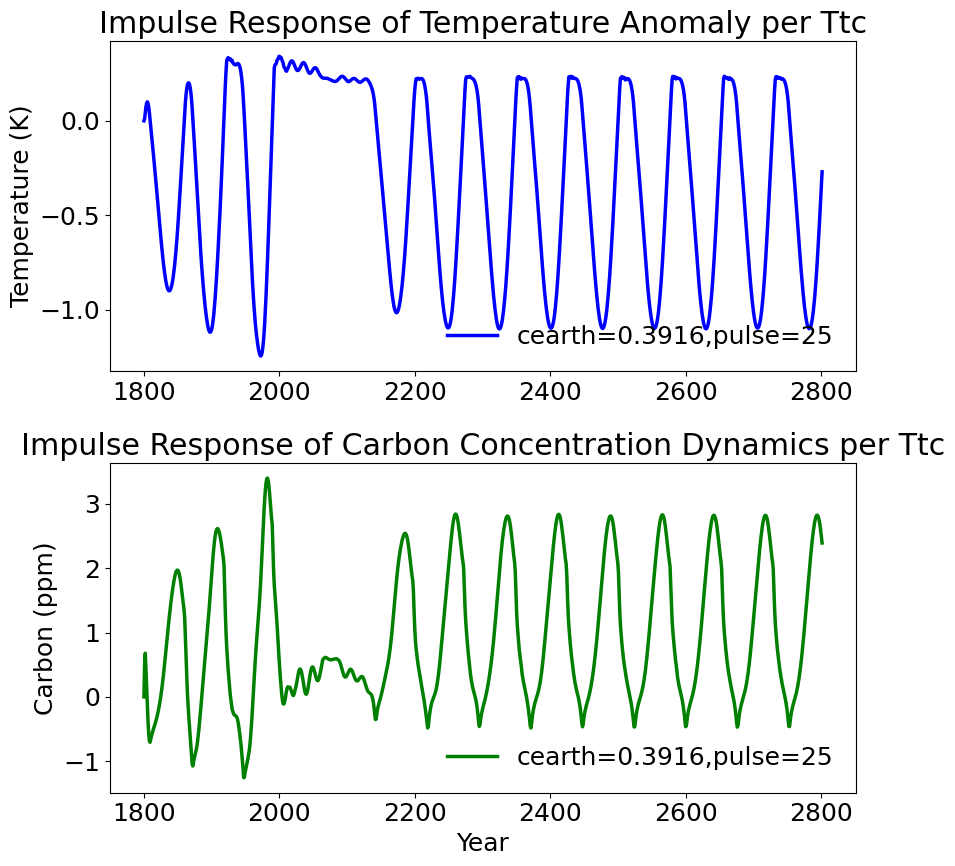 Impulse Response of Temperature Anomaly per Ttc
Temperature (K)
0.0
−0.5
−1.0
cearth=0.3916,pulse=25
1800 2000 2200 2400 2600 2800
Impulse Response of Carbon Concentration Dynamics per Ttc
Carbon (ppm)
3
2
1
0
−1
cearth=0.3916,pulse=25
1800 2000 2200 2400 2600 2800
Year